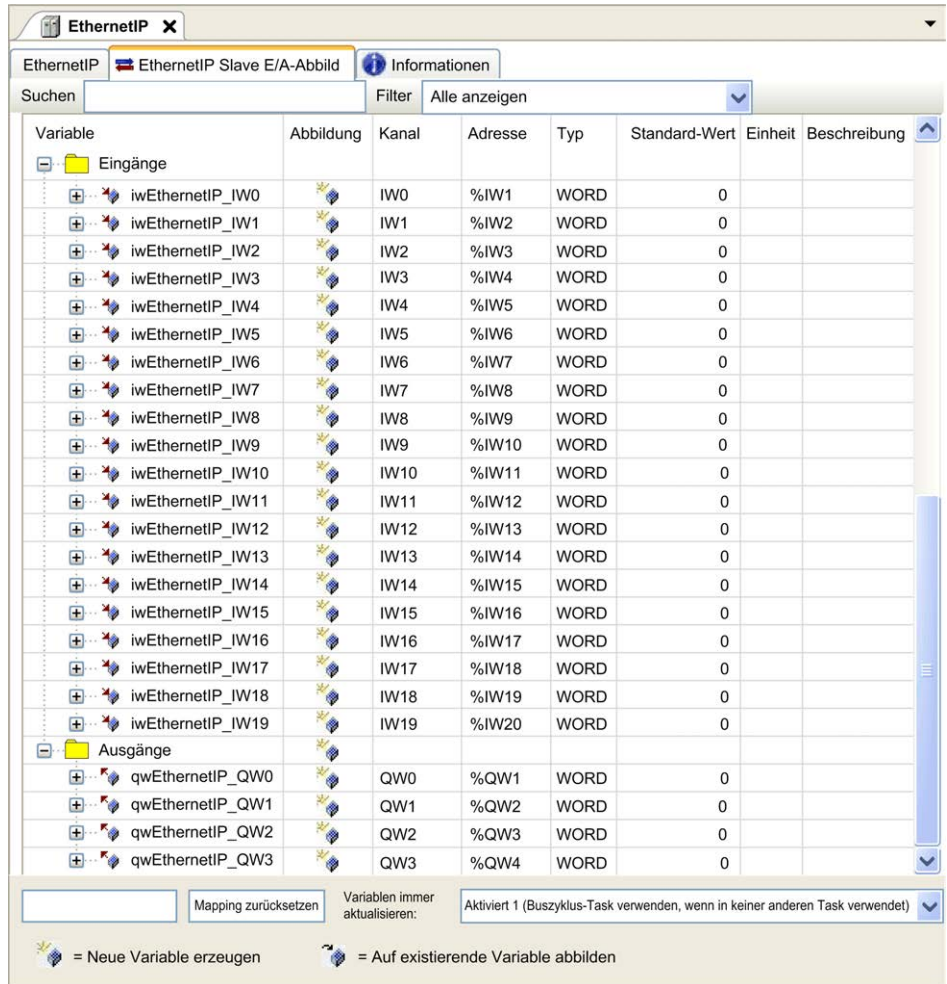 EthernetIP
EthernetIP EthernetIP Slave E/A-Abbild Informationen
Suchen Filter Alle anzeigen
Variable Abbildung Kanal Adresse Typ Standard-Wert Einheit Beschreibung
Eingänge
iwEthernetIP_IW0 IW0 %IW1 WORD 0
iwEthernetIP_IW1 IW1 %IW2 WORD 0
iwEthernetIP_IW2 IW2 %IW3 WORD 0
iwEthernetIP_IW3 IW3 %IW4 WORD 0
iwEthernetIP_IW4 IW4 %IW5 WORD 0
iwEthernetIP_IW5 IW5 %IW6 WORD 0
iwEthernetIP_IW6 IW6 %IW7 WORD 0
iwEthernetIP_IW7 IW7 %IW8 WORD 0
iwEthernetIP_IW8 IW8 %IW9 WORD 0
iwEthernetIP_IW9 IW9 %IW10 WORD 0
iwEthernetIP_IW10 IW10 %IW11 WORD 0
iwEthernetIP_IW11 IW11 %IW12 WORD 0
iwEthernetIP_IW12 IW12 %IW13 WORD 0
iwEthernetIP_IW13 IW13 %IW14 WORD 0
iwEthernetIP_IW14 IW14 %IW15 WORD 0
iwEthernetIP_IW15 IW15 %IW16 WORD 0
iwEthernetIP_IW16 IW16 %IW17 WORD 0
iwEthernetIP_IW17 IW17 %IW18 WORD 0
iwEthernetIP_IW18 IW18 %IW19 WORD 0
iwEthernetIP_IW19 IW19 %IW20 WORD 0
Ausgänge
qwEthernetIP_QW0 QW0 %QW1 WORD 0
qwEthernetIP_QW1 QW1 %QW2 WORD 0
qwEthernetIP_QW2 QW2 %QW3 WORD 0
qwEthernetIP_QW3 QW3 %QW4 WORD 0
Mapping zurücksetzen Variablen immer aktualisieren: Aktiviert 1 (Buszyklus-Task verwenden, wenn in keiner anderen Task verwendet)
= Neue Variable erzeugen = Auf existierende Variable abbilden